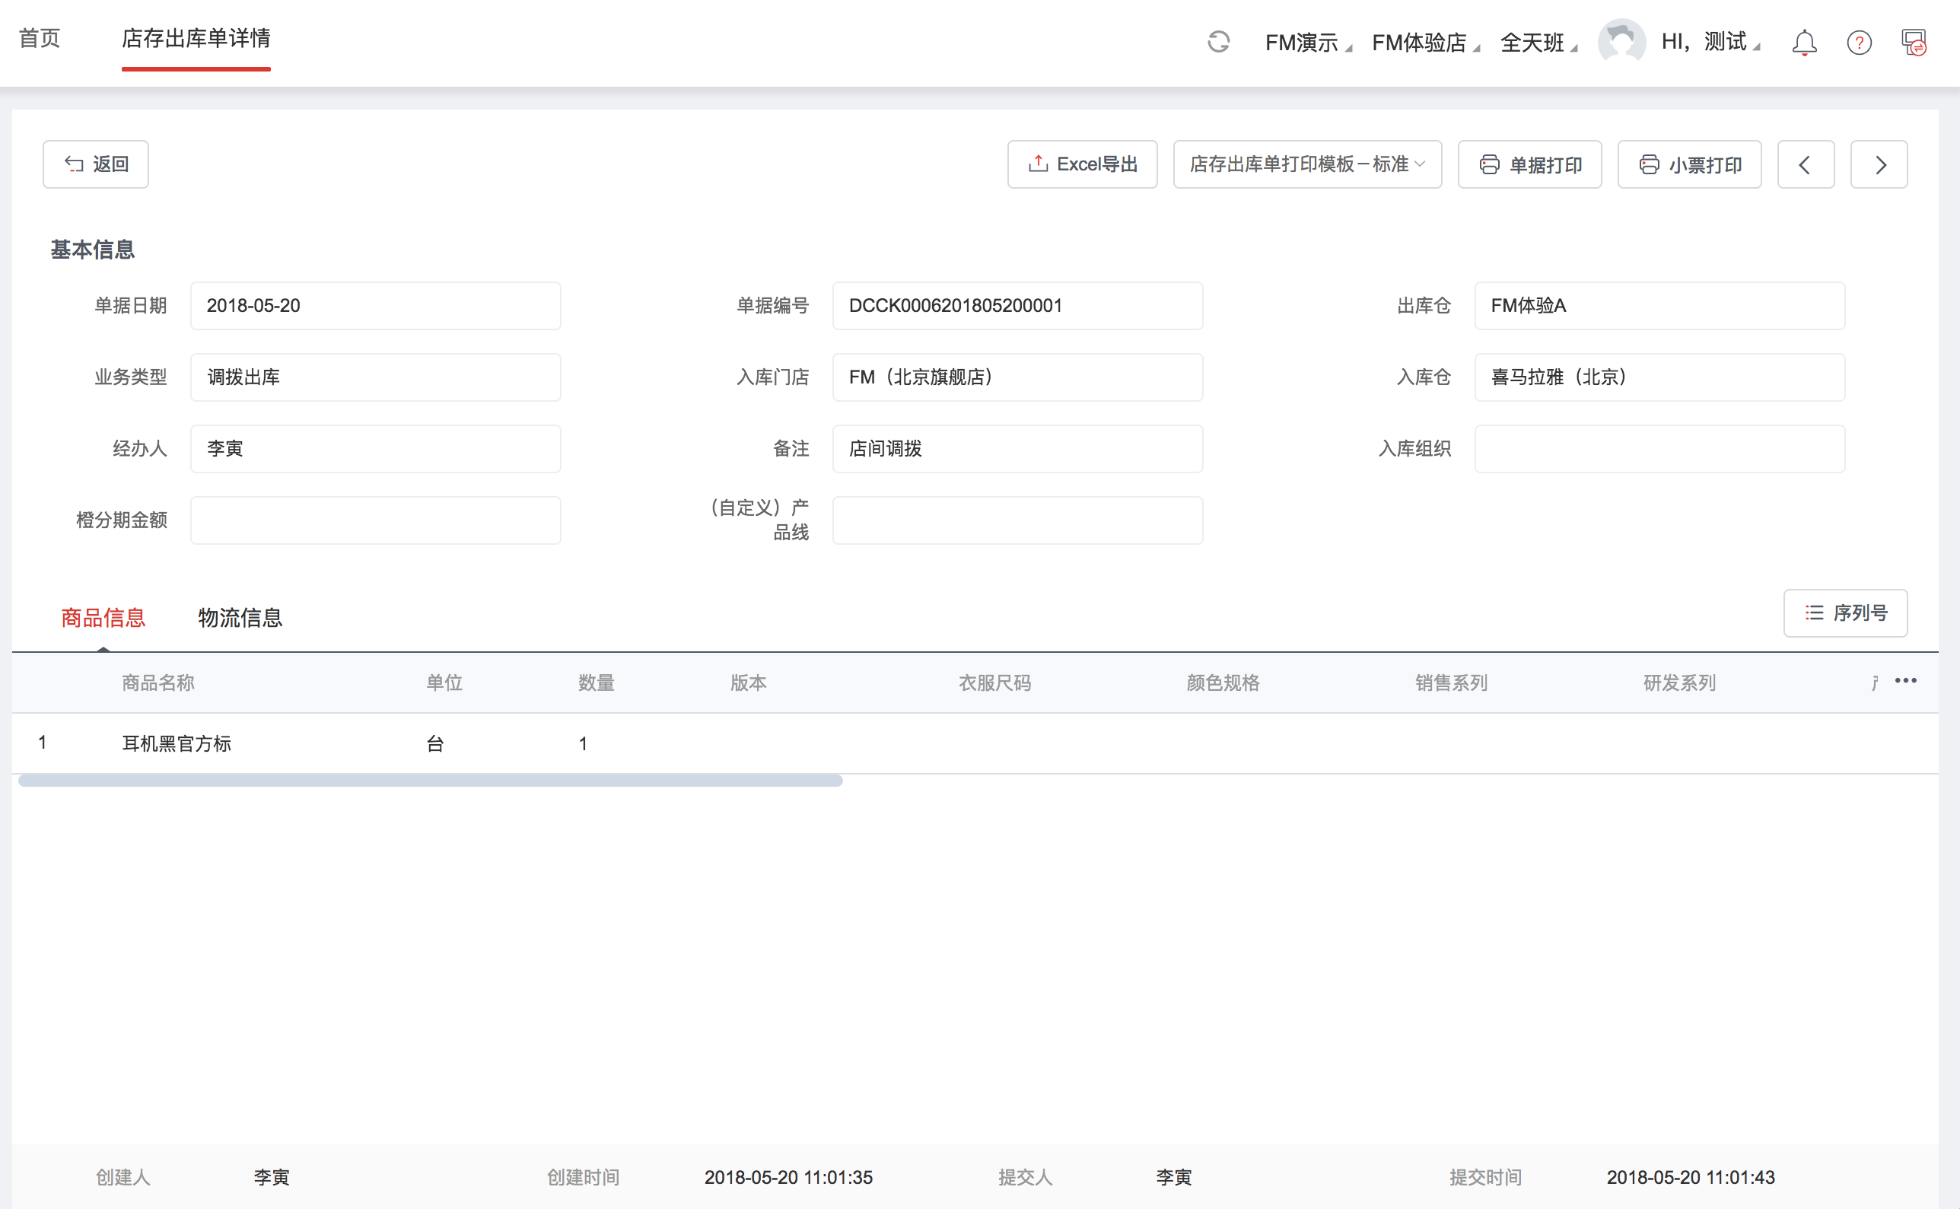 首页 店存出库单详情 FM演示 FM体验店 全天班 HI，测试
返回 Excel导出 店存出库单打印模板－标准 单据打印 小票打印
基本信息
单据日期 2018-05-20 单据编号 DCCK0006201805200001 出库仓 FM体验A
业务类型 调拨出库 入库门店 FM（北京旗舰店） 入库仓 喜马拉雅（北京）
经办人 李寅 备注 店间调拨 入库组织
橙分期金额 （自定义）产
品线
商品信息 物流信息 序列号
商品名称 单位 数量 版本 衣服尺码 颜色规格 销售系列 研发系列
1 耳机黑官方标 台 1
创建人 李寅 创建时间 2018-05-20 11:01:35 提交人 李寅 提交时间 2018-05-20 11:01:43